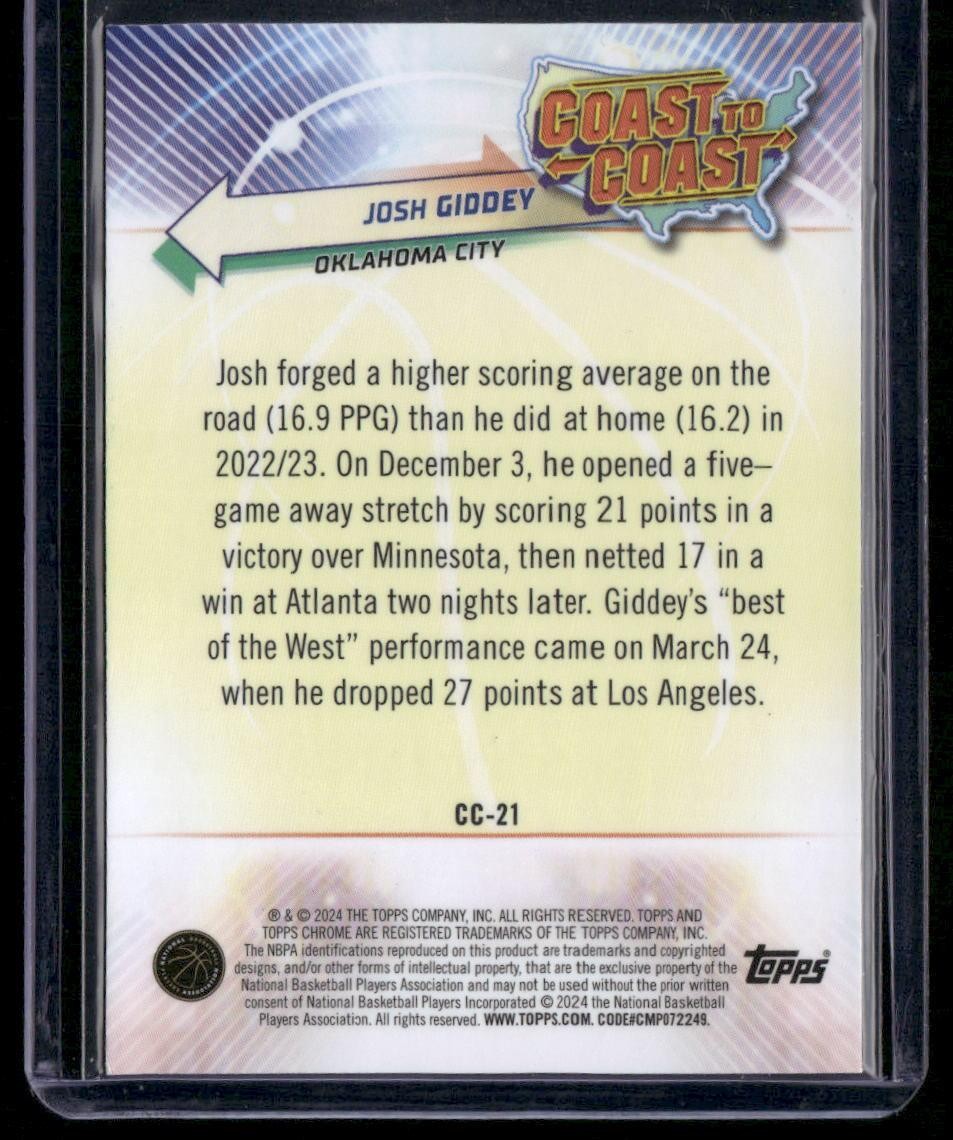 COAST TO
COAST
JOSH GIDDEY
OKLAHOMA CITY
Josh forged a higher scoring average on the
road (16.9 PPG) than he did at home (16.2) in
2022/23. On December 3, he opened a five–
game away stretch by scoring 21 points in a
victory over Minnesota, then netted 17 in a
win at Atlanta two nights later. Giddey's “best
of the West” performance came on March 24,
when he dropped 27 points at Los Angeles.
CC-21
® & © 2024 THE TOPPS COMPANY, INC. ALL RIGHTS RESERVED. TOPPS AND
TOPPS CHROME ARE REGISTERED TRADEMARKS OF THE TOPPS COMPANY, INC.
The NBPA identifications reproduced on this product are trademarks and copyrighted
designs, and/or other forms of intellectual property, that are the exclusive property of the
National Basketball Players Association and may not be used without the prior written
consent of National Basketball Players Incorporated © 2024 the National Basketball
Players Association. All rights reserved. WWW.TOPPS.COM. CODE#CMP072249.
TOPPS®